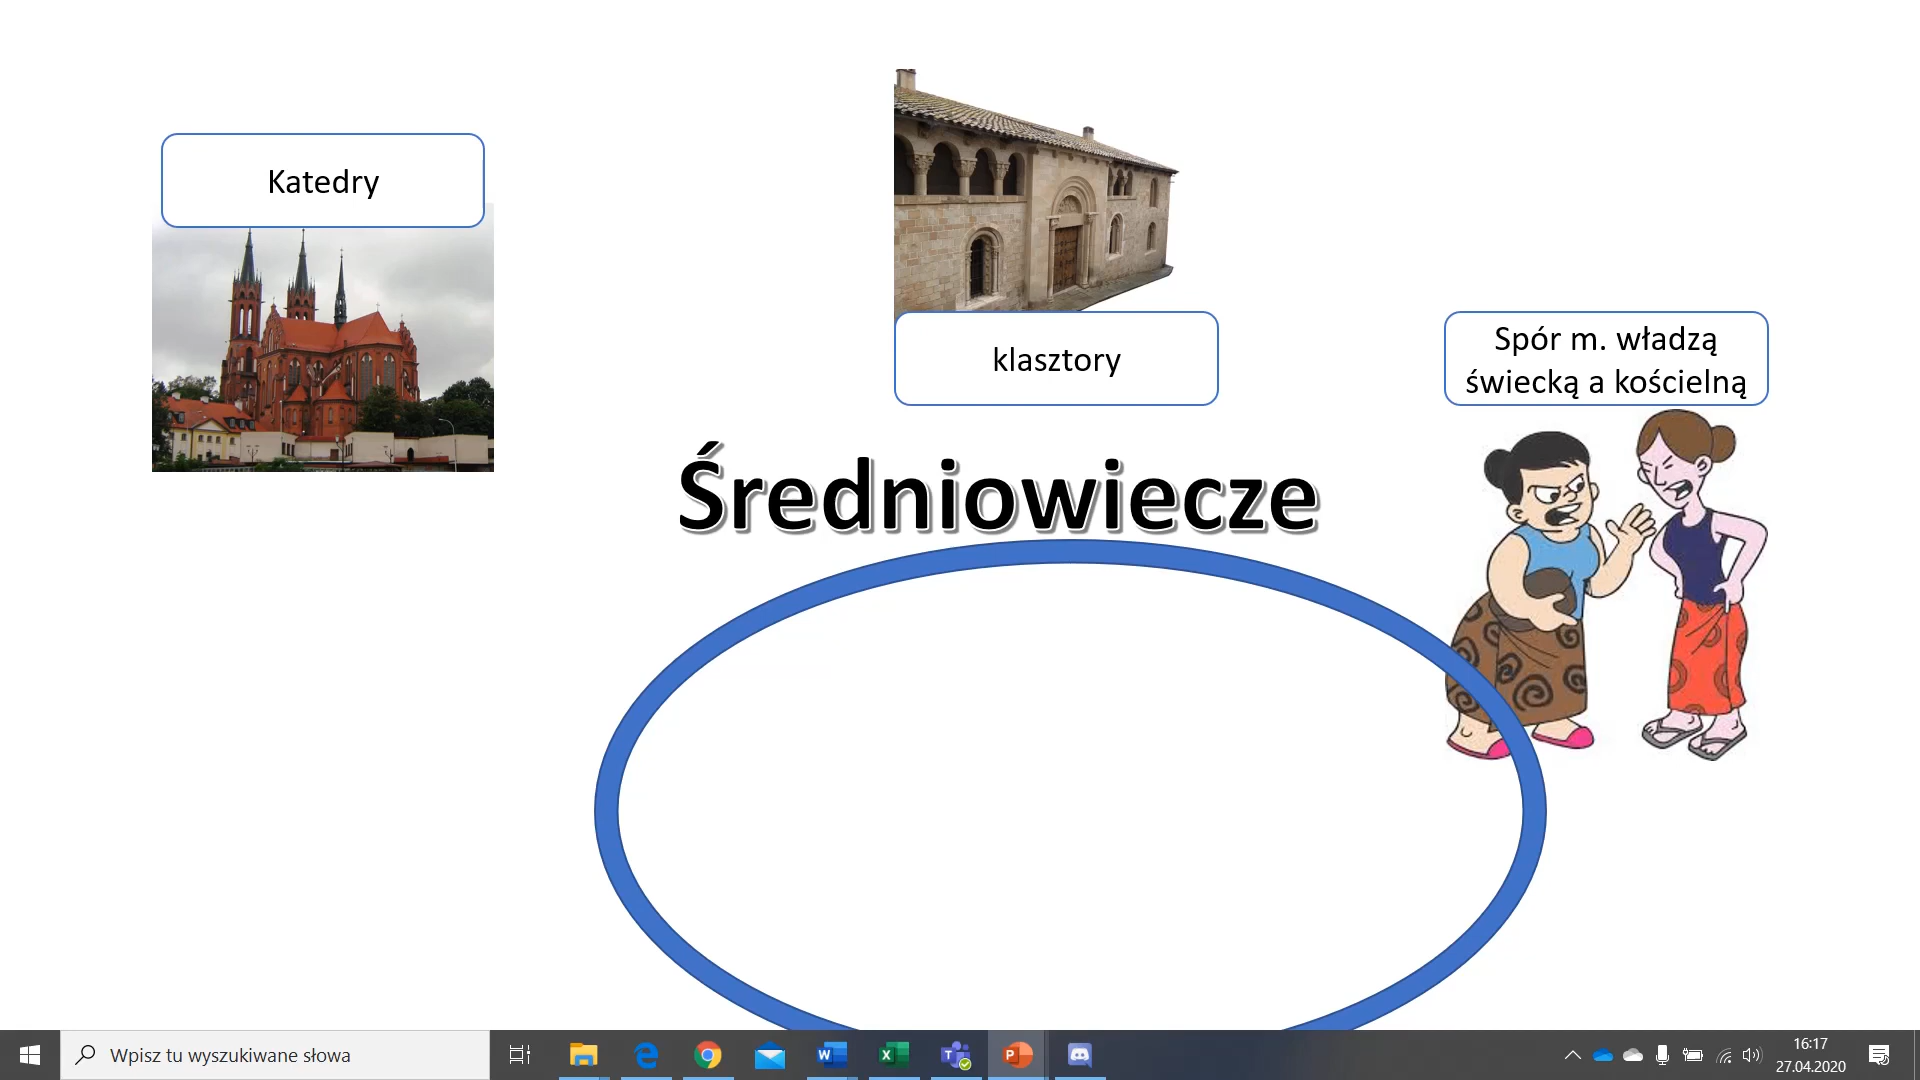 Katedry
klasztory
Spór m. władzą
świecką a kościelną
Średniowiecze
Wpisz tu wyszukiwane słowa
16:17
27.04.2020